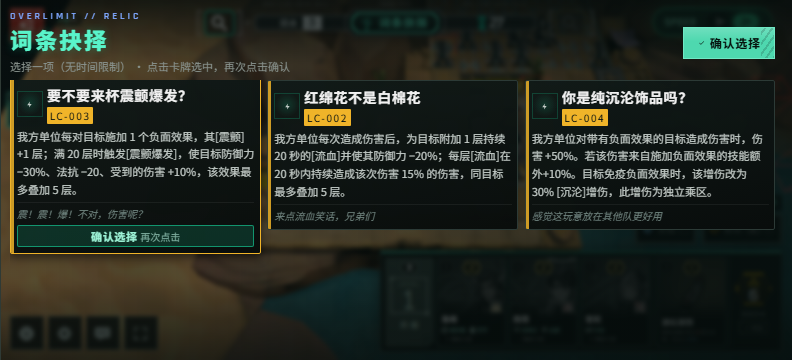 OVERLIMIT // RELIC
词条抉择
选择一项（无时间限制） · 点击卡牌选中，再次点击确认
确认选择
要不要来杯震颤爆发?
LC-003
我方单位每对目标施加 1 个负面效果，其[震颤]
+1 层；满 20 层时触发[震颤爆发]，使目标防御力
−30%、法抗 −20、受到的伤害 +10%，该效果最
多叠加 5 层。
震！震！爆！不对，伤害呢？
确认选择 再次点击
红绵花不是白棉花
LC-002
我方单位每次造成伤害后，为目标附加 1 层持续
20 秒的[流血]并使其防御力 −20%；每层[流血]在
20 秒内持续造成该次伤害 15% 的伤害，同目标
最多叠加 5 层。
来点流血笑话，兄弟们
你是纯沉沦饰品吗?
LC-004
我方单位对带有负面效果的目标造成伤害时，伤
害 +50%。若该伤害来自施加负面效果的技能额
外+10%。目标免疫负面效果时，该增伤改为
30% [沉沦]增伤，此增伤为独立乘区。
感觉这玩意放在其他队更好用